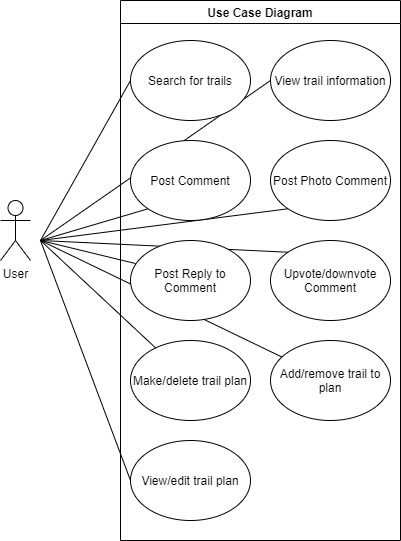 Use Case Diagram
Search for trails
View trail information
Post Comment
Post Photo Comment
User
Post Reply to
Comment
Upvote/downvote
Comment
Make/delete trail plan
Add/remove trail to
plan
View/edit trail plan